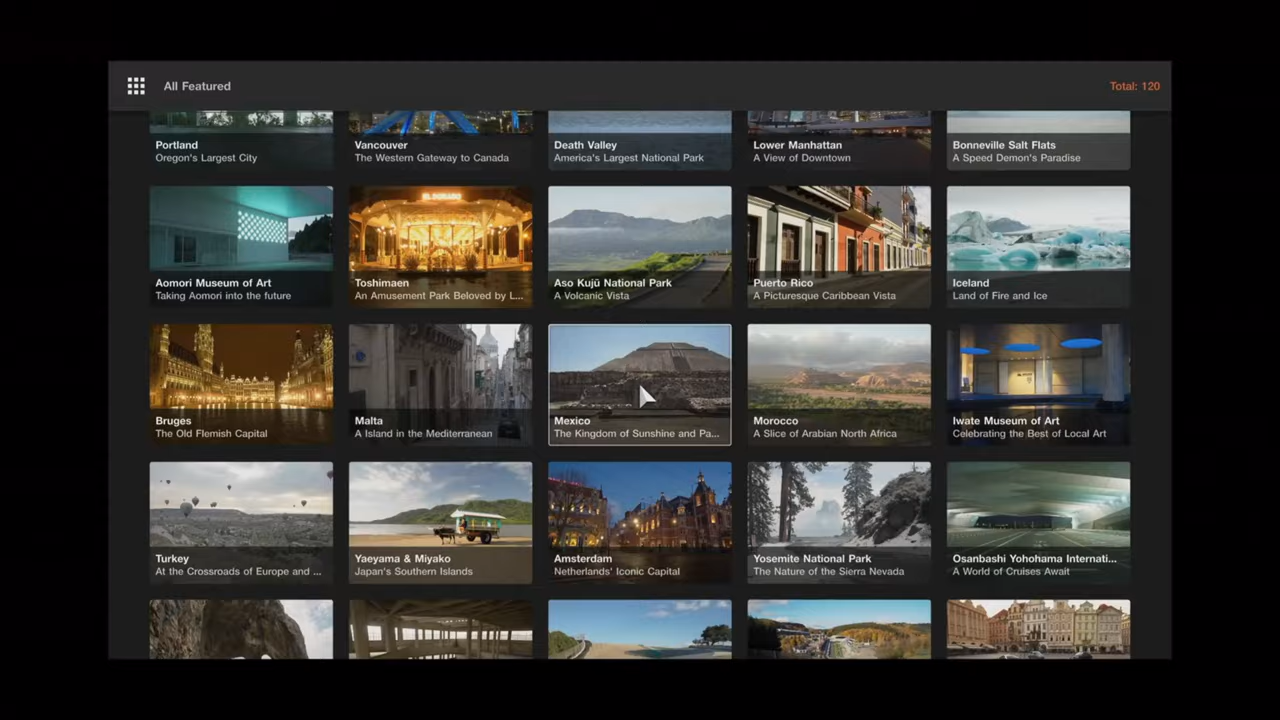 All Featured
Total: 120
Portland
Oregon's Largest City
Vancouver
The Western Gateway to Canada
Death Valley
America's Largest National Park
Lower Manhattan
A View of Downtown
Bonneville Salt Flats
A Speed Demon's Paradise
EL DORADO
Aomori Museum of Art
Taking Aomori into the future
Toshimaen
An Amusement Park Beloved by L...
Aso Kujū National Park
A Volcanic Vista
Puerto Rico
A Picturesque Caribbean Vista
Iceland
Land of Fire and Ice
Bruges
The Old Flemish Capital
Malta
A Island in the Mediterranean
Mexico
The Kingdom of Sunshine and Pa...
Morocco
A Slice of Arabian North Africa
Iwate Museum of Art
Celebrating the Best of Local Art
Turkey
At the Crossroads of Europe and ...
Yaeyama & Miyako
Japan's Southern Islands
Amsterdam
Netherlands' Iconic Capital
Yosemite National Park
The Nature of the Sierra Nevada
Osanbashi Yohohama Internati...
A World of Cruises Await